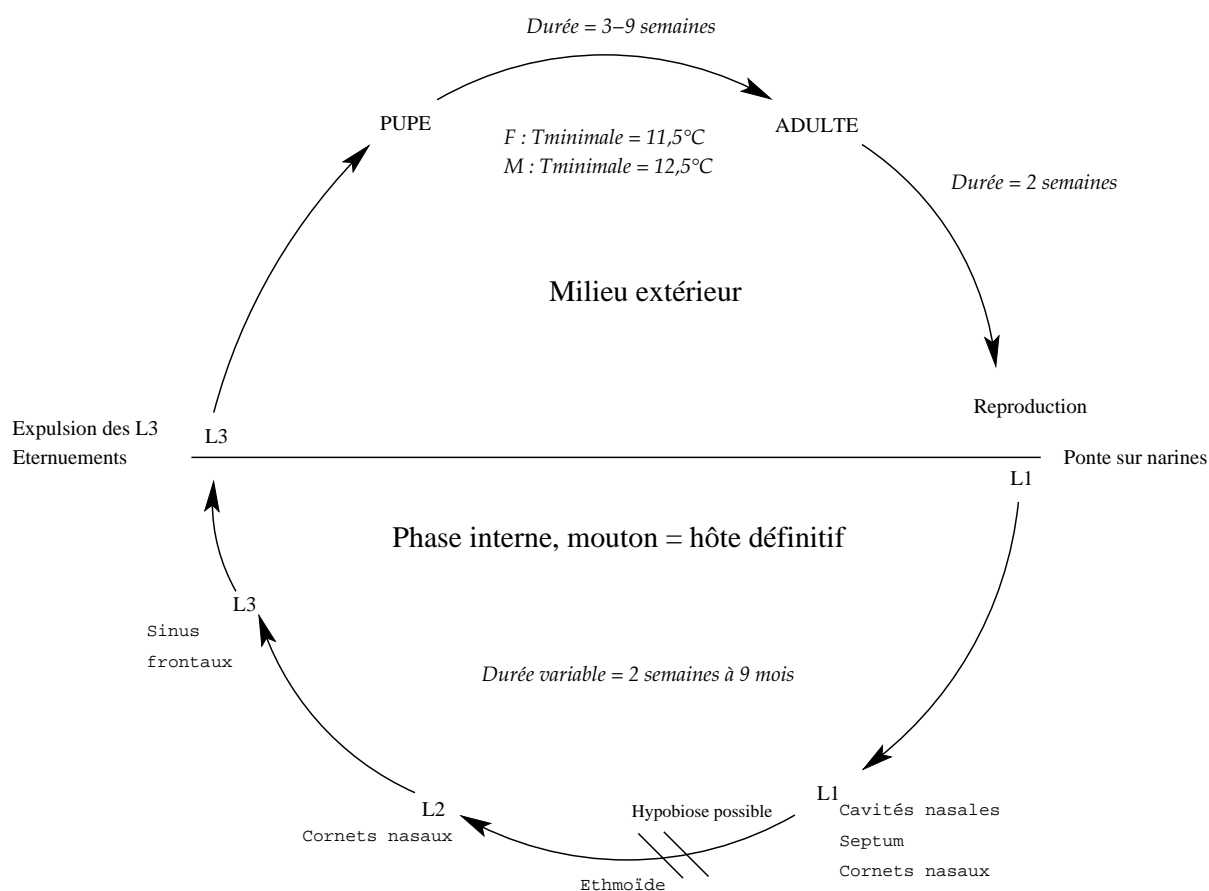 Durée = 3–9 semaines
PUPE
ADULTE
F : Tminimale = 11,5°C
M : Tminimale = 12,5°C
Durée = 2 semaines
Milieu extérieur
Reproduction
Expulsion des L3
Eternuements
L3
Ponte sur narines
L1
Phase interne, mouton = hôte définitif
L3
Sinus
frontaux
Durée variable = 2 semaines à 9 mois
L2
Cornets nasaux
Hypobiose possible
Ethmoïde
L1
Cavités nasales
Septum
Cornets nasaux